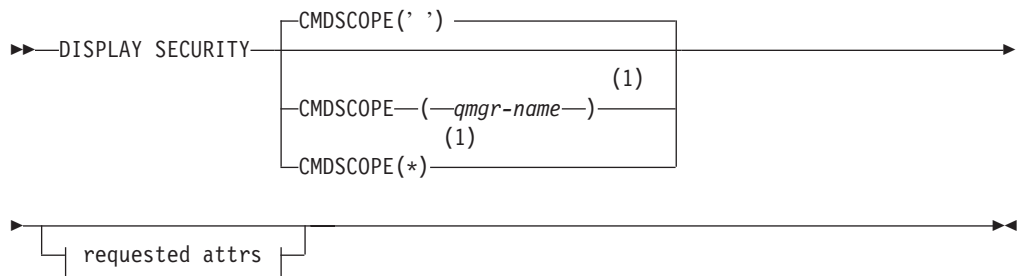 CMDSCOPE(’ ’)
DISPLAY SECURITY
(1)
CMDSCOPE ( qmgr-name )
(1)
CMDSCOPE(*)
requested attrs